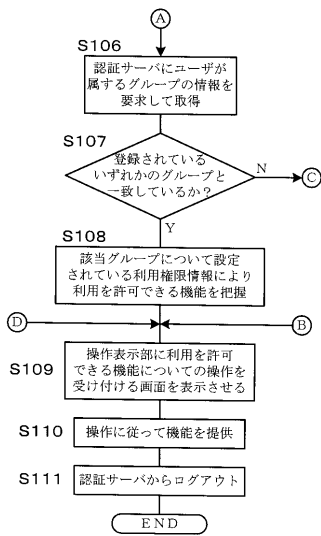 A
S106
認証サーバにユーザが
属するグループの情報を
要求して取得
S107
登録されている
いずれかのグループと
一致しているか？
N
C
Y
S108
該当グループについて設定
されている利用権限情報により
利用を許可できる機能を把握
D
B
S109
操作表示部に利用を許可
できる機能についての操作を
受け付ける画面を表示させる
S110
操作に従って機能を提供
S111
認証サーバからログアウト
END